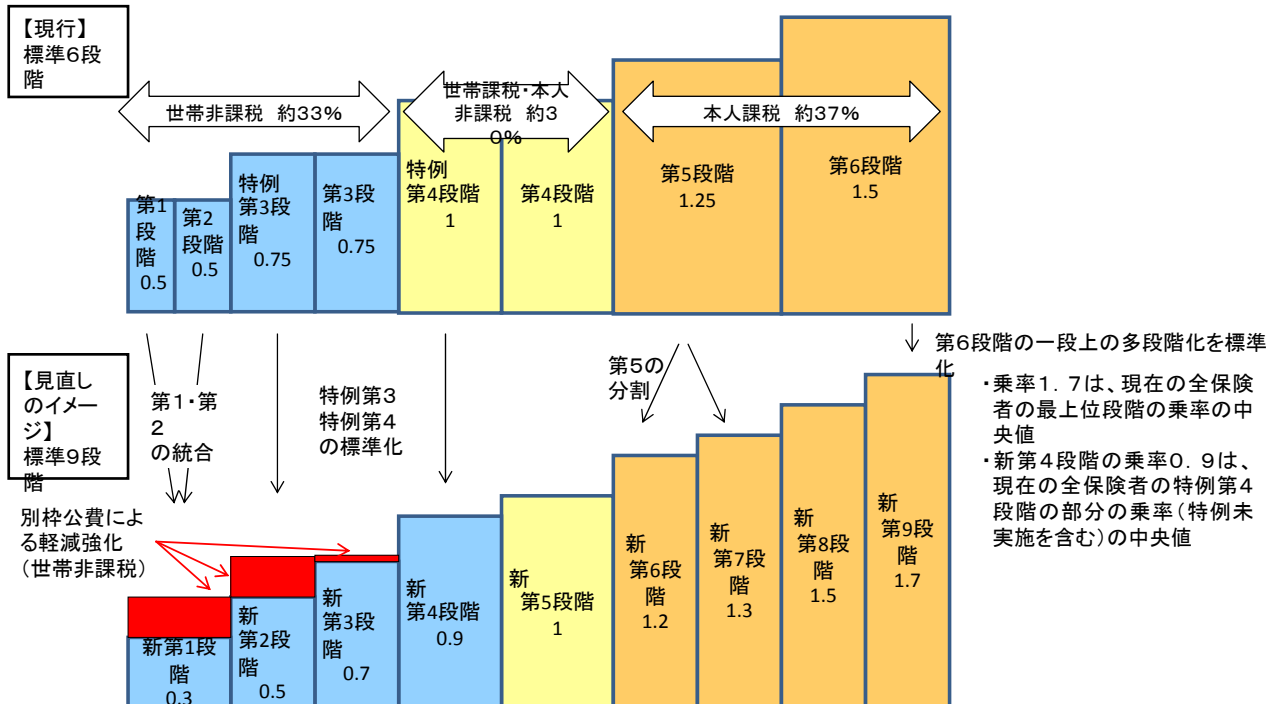 【現行】
標準6段
階
世帯非課税 約33%
世帯課税・本人
非課税 約3
0%
本人課税 約37%
第1
段
階
0.5
第2
段階
0.5
特例
第3段
階
0.75
第3段
階
0.75
特例
第4段階
1
第4段階
1
第5段階
1.25
第6段階
1.5
【見直し
のイメー
ジ】
標準9段
階
第1・第
2
の統合
特例第3
特例第4
の標準化
第5の
分割
第6段階の一段上の多段階化を標準
化
・乗率1.7は、現在の全保険
者の最上位段階の乗率の中
央値
・新第4段階の乗率0.9は、
現在の全保険者の特例第4
段階の部分の乗率(特例未
実施を含む)の中央値
別枠公費によ
る軽減強化
(世帯非課税)
新第1段
階
0.3
新
第2段
階
0.5
新
第3段
階
0.7
新
第4段階
0.9
新
第5段階
1
新
第6段
階
1.2
新
第7段
階
1.3
新
第8段
階
1.5
新
第9段
階
1.7